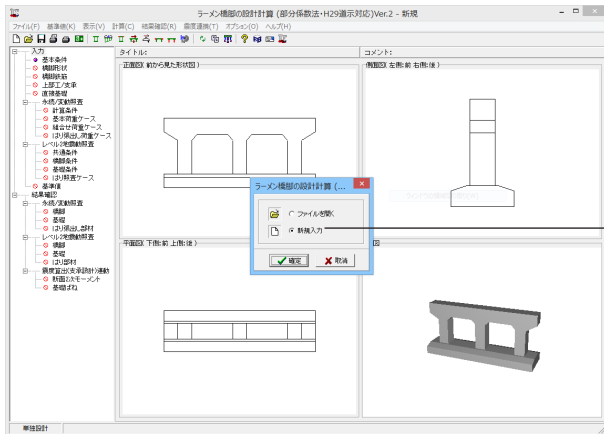 ラーメン橋脚の設計計算 (部分係数法・H29道示対応)Ver.2 - 新規
ファイル(F) 基準値(K) 表示(V) 計算(C) 結果確認(R) 震度連携(T) オプション(O) ヘルプ(H)
タイトル:
コメント:
入力
基本条件
橋脚形状
橋脚鉄筋
上部工/支承
直接基礎
永続/変動照査
計算条件
基本荷重ケース
組合せ荷重ケース
はり張出し荷重ケース
レベル2地震動照査
共通条件
橋脚条件
基礎条件
はり照査ケース
基準値
結果確認
永続/変動照査
橋脚
基礎
はり張出し部材
レベル2地震動照査
橋脚
基礎
はり部材
震度算出(支承設計)連動
断面2次モーメント
基礎ばね
正面図( 前から見た形状図 )
側面図( 左側:前 右側:後 )
平面図( 下側:前 上側:後 )
図
ラーメン橋脚の設計計算 (...
ファイルを開く
新規入力
確定
取消
単独設計